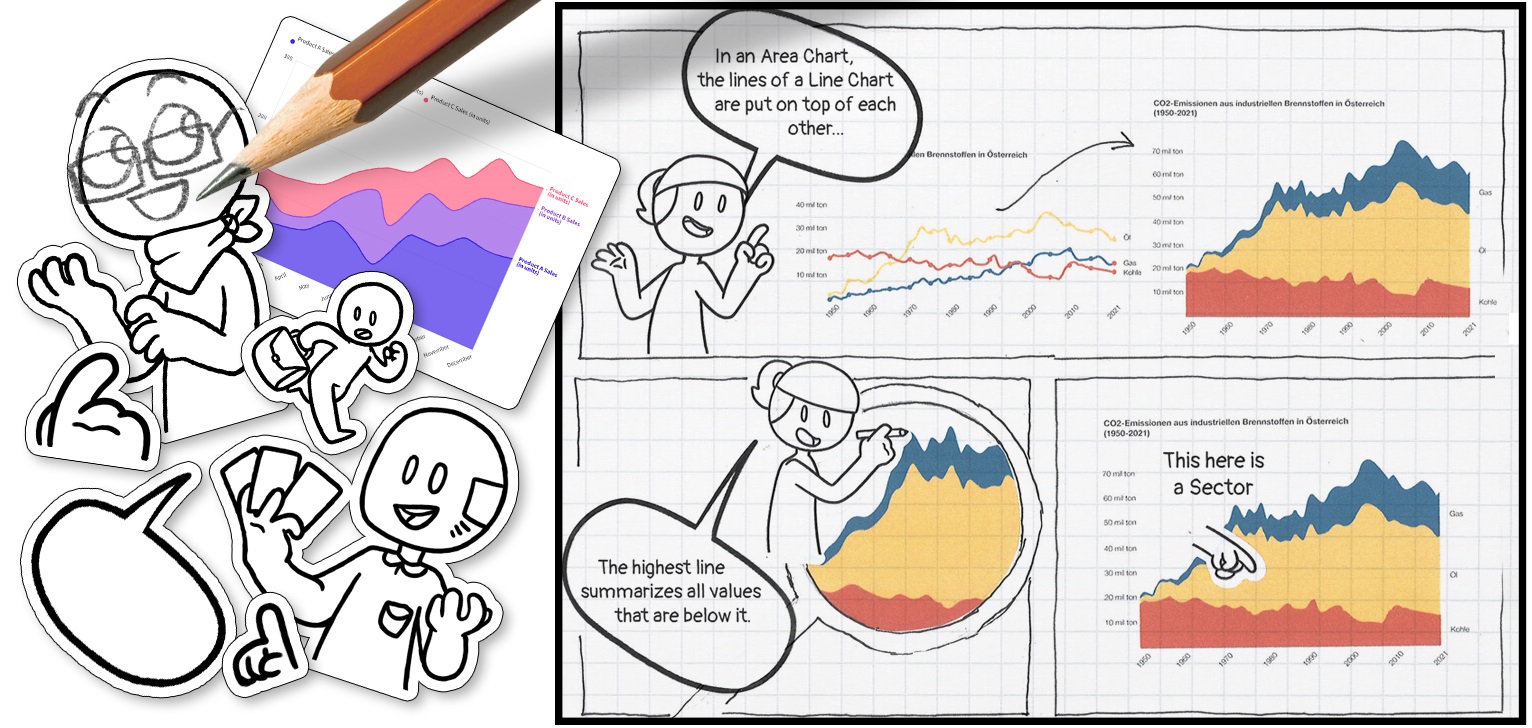 Product A Sales
300
Product C Sales (in units)
200
Product C Sales
(in units)
Product B Sales
(in units)
Product A Sales
(in units)
April
May
November
December
In an Area Chart,
the lines of a Line Chart
are put on top of each
other...
Brennstoffen in Österreich
40 mil ton
30 mil ton
20 mil ton
10 mil ton
Öl
Gas
Kohle
1950
1960
1970
1980
1990
2000
2010
2021
CO2-Emissionen aus industriellen Brennstoffen in Österreich
(1950-2021)
70 mil ton
60 mil ton
50 mil ton
40 mil ton
30 mil ton
20 mil ton
10 mil ton
Gas
Öl
Kohle
1950
1960
1970
1980
1990
2000
2010
2021
The highest line
summarizes all values
that are below it.
CO2-Emissionen aus industriellen Brennstoffen in Österreich
(1950-2021)
This here is
a Sector
70 mil ton
60 mil ton
50 mil ton
40 mil ton
30 mil ton
20 mil ton
10 mil ton
Gas
Öl
Kohle
1950
1960
1970
1980
1990
2000
2010
2021